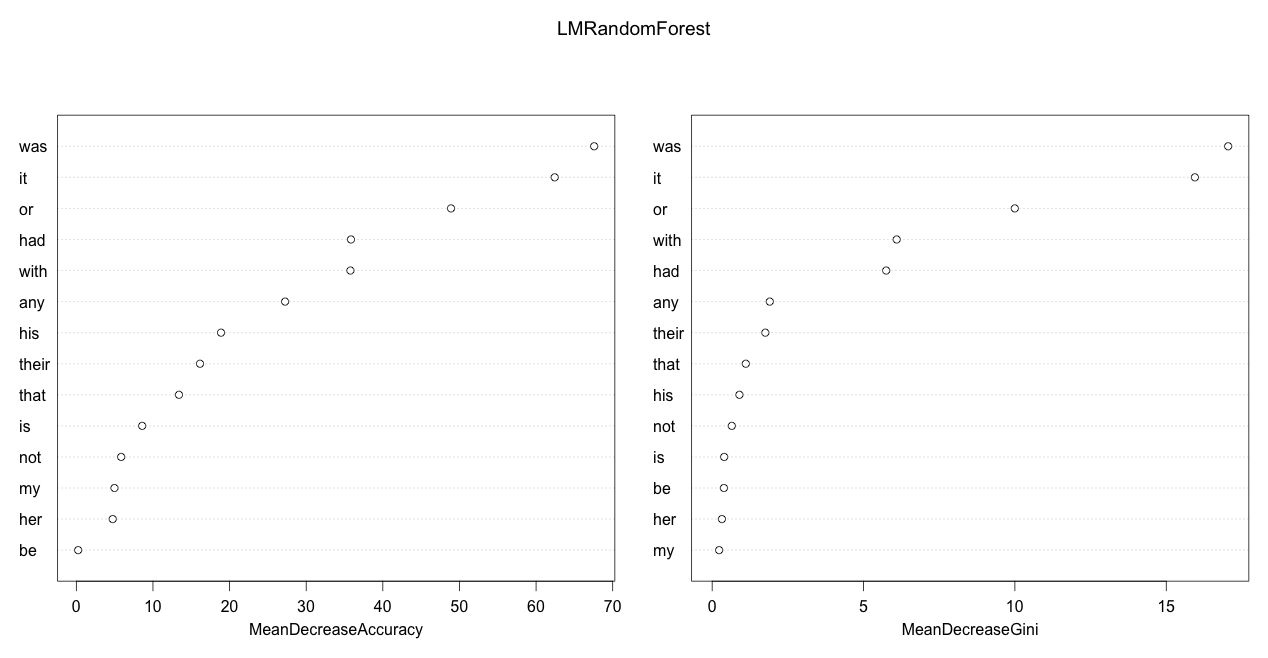 LMRandomForest
was
it
or
had
with
any
his
their
that
is
not
my
her
be
0 10 20 30 40 50 60 70
MeanDecreaseAccuracy
was
it
or
with
had
any
their
that
his
not
is
be
her
my
0 5 10 15
MeanDecreaseGini